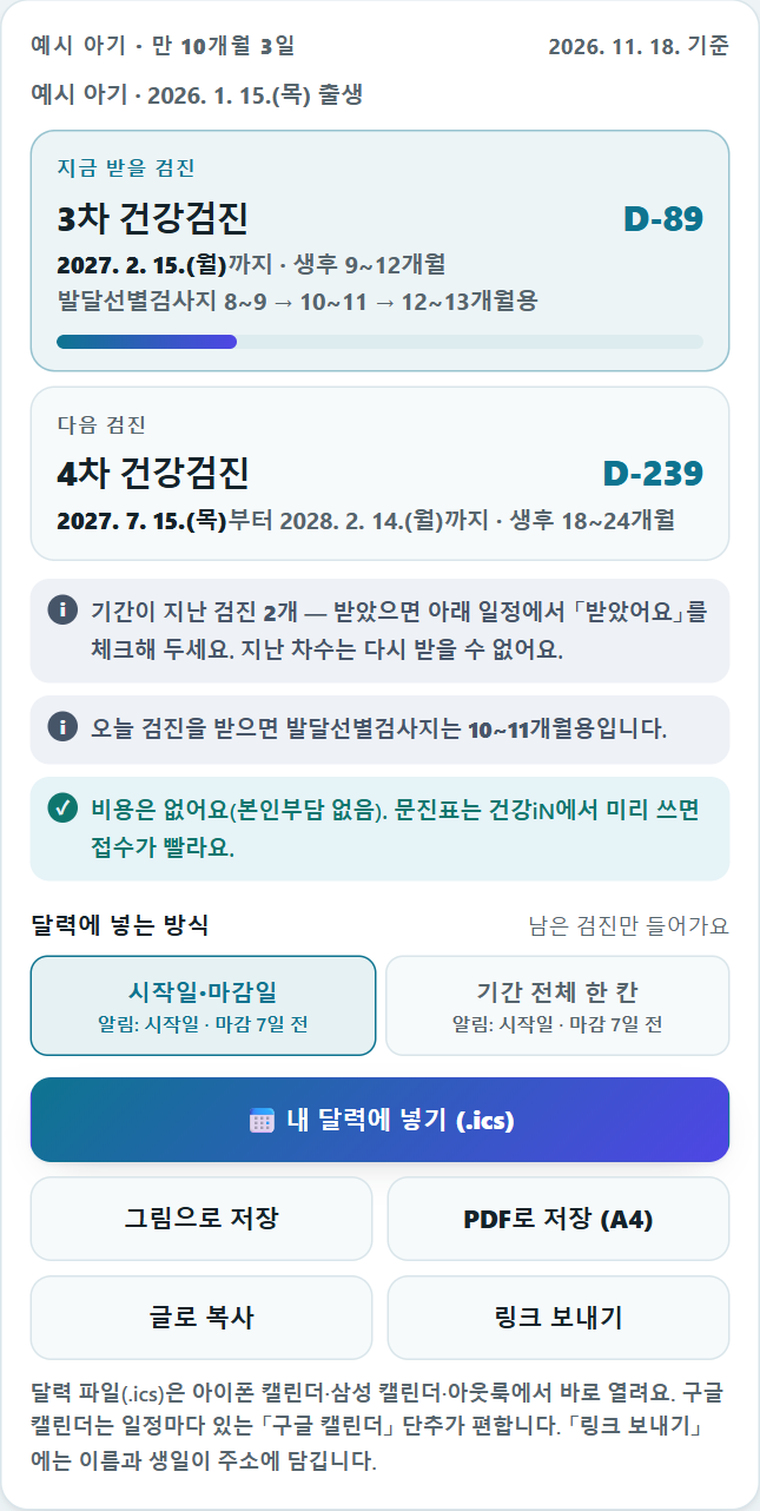 예시 아기 · 만 10개월 3일
2026. 11. 18. 기준
예시 아기 · 2026. 1. 15.(목) 출생
지금 받을 검진
3차 건강검진
D-89
2027. 2. 15.(월)까지 · 생후 9~12개월
발달선별검사지 8~9 → 10~11 → 12~13개월용
다음 검진
4차 건강검진
D-239
2027. 7. 15.(목)부터 2028. 2. 14.(월)까지 · 생후 18~24개월
기간이 지난 검진 2개 — 받았으면 아래 일정에서 「받았어요」를
체크해 두세요. 지난 차수는 다시 받을 수 없어요.
오늘 검진을 받으면 발달선별검사지는 10~11개월용입니다.
비용은 없어요(본인부담 없음). 문진표는 건강iN에서 미리 쓰면
접수가 빨라요.
달력에 넣는 방식
남은 검진만 들어가요
시작일·마감일
알림: 시작일 · 마감 7일 전
기간 전체 한 칸
알림: 시작일 · 마감 7일 전
내 달력에 넣기 (.ics)
그림으로 저장
PDF로 저장 (A4)
글로 복사
링크 보내기
달력 파일(.ics)은 아이폰 캘린더·삼성 캘린더·아웃룩에서 바로 열려요. 구글
캘린더는 일정마다 있는 「구글 캘린더」 단추가 편합니다. 「링크 보내기」
에는 이름과 생일이 주소에 담깁니다.